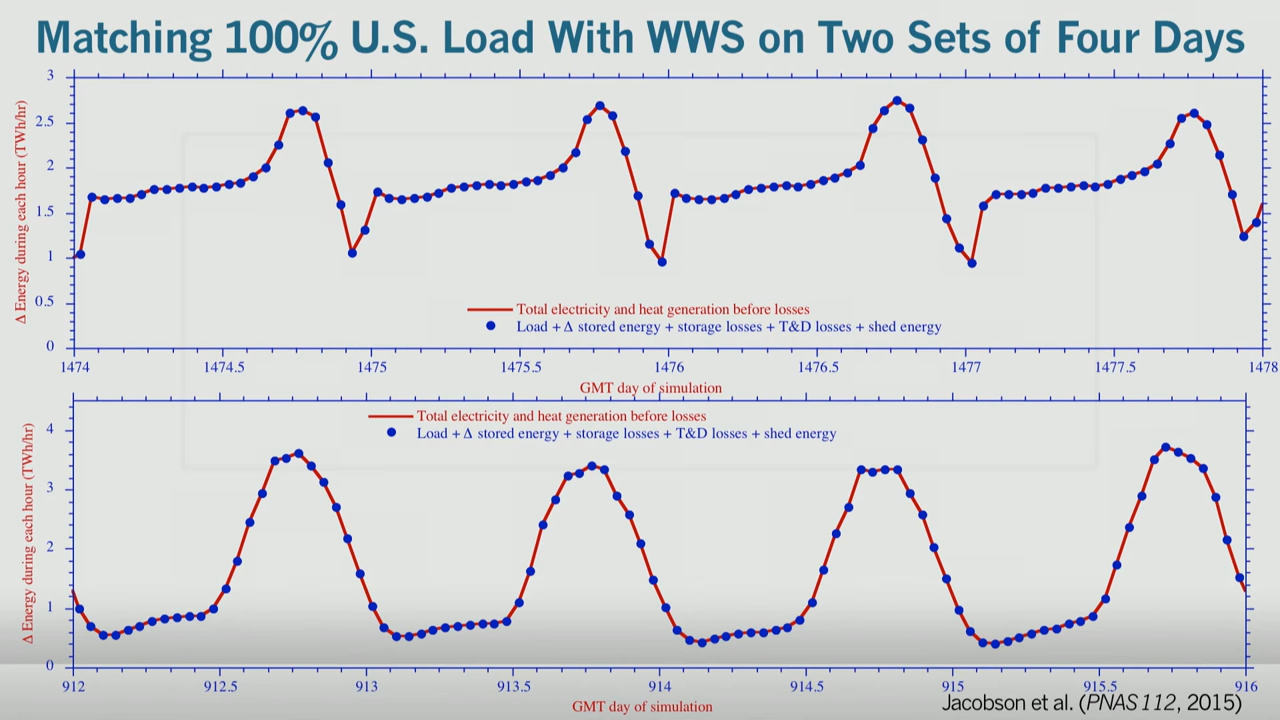 Matching 100% U.S. Load With WWS on Two Sets of Four Days
Δ Energy during each hour (TWh/hr)
3
2.5
2
1.5
1
0.5
0
Total electricity and heat generation before losses
Load + Δ stored energy + storage losses + T&D losses + shed energy
1474 1474.5 1475 1475.5 1476 1476.5 1477 1477.5 1478
GMT day of simulation
Δ Energy during each hour (TWh/hr)
4
3
2
1
0
Total electricity and heat generation before losses
Load + Δ stored energy + storage losses + T&D losses + shed energy
912 912.5 913 913.5 914 914.5 915 915.5 916
GMT day of simulation
Jacobson et al. (PNAS 112, 2015)